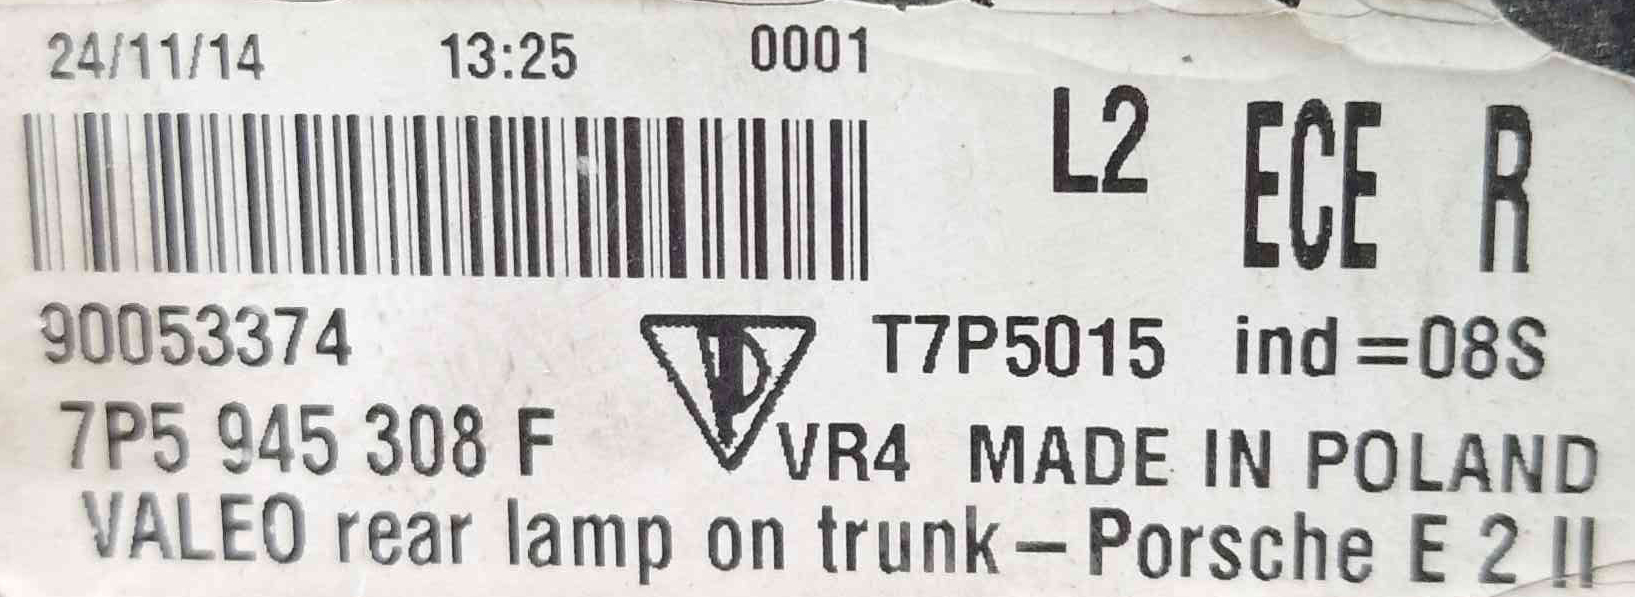 24/11/14 13:25 0001
L2 ECE R
90053374 T7P5015 ind =08S
7P5 945 308 F VR4 MADE IN POLAND
VALEO rear lamp on trunk – Porsche E 2 II